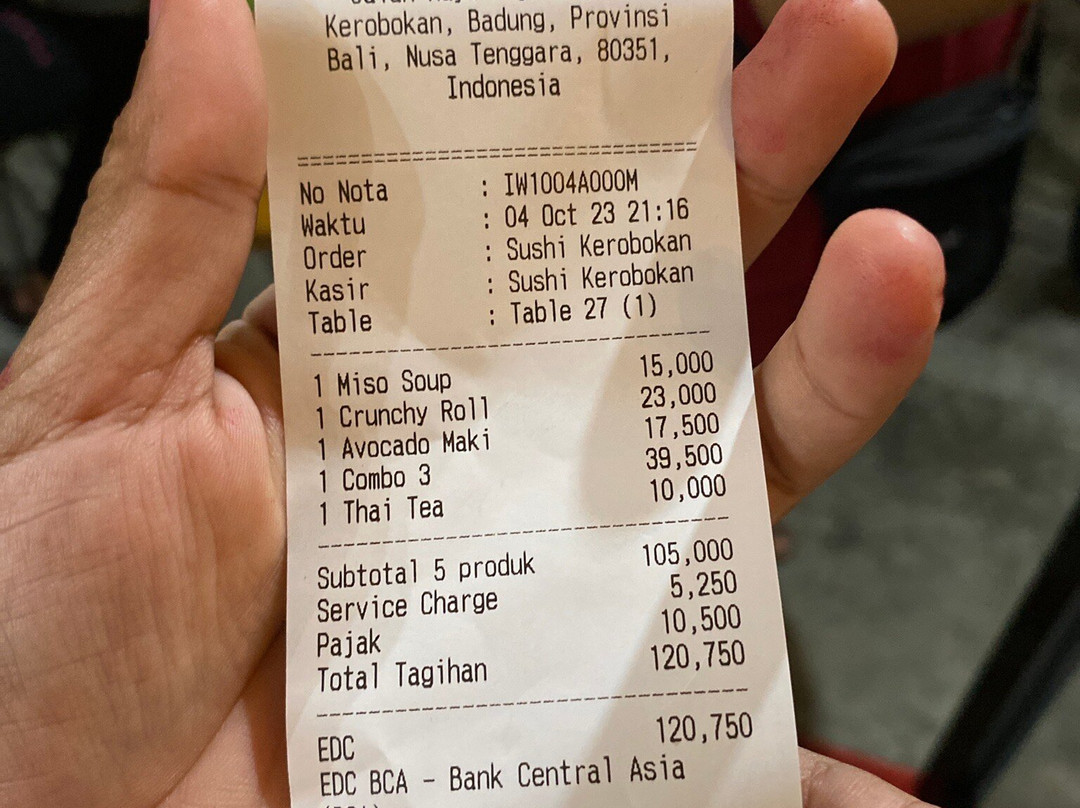 Kerobokan, Badung, Provinsi
Bali, Nusa Tenggara, 80351,
Indonesia
================================
No Nota : IW1004A000M
Waktu : 04 Oct 23 21:16
Order : Sushi Kerobokan
Kasir : Sushi Kerobokan
Table : Table 27 (1)
--------------------------------
1 Miso Soup 15,000
1 Crunchy Roll 23,000
1 Avocado Maki 17,500
1 Combo 3 39,500
1 Thai Tea 10,000
--------------------------------
Subtotal 5 produk 105,000
Service Charge 5,250
Pajak 10,500
Total Tagihan 120,750
--------------------------------
EDC 120,750
EDC BCA - Bank Central Asia